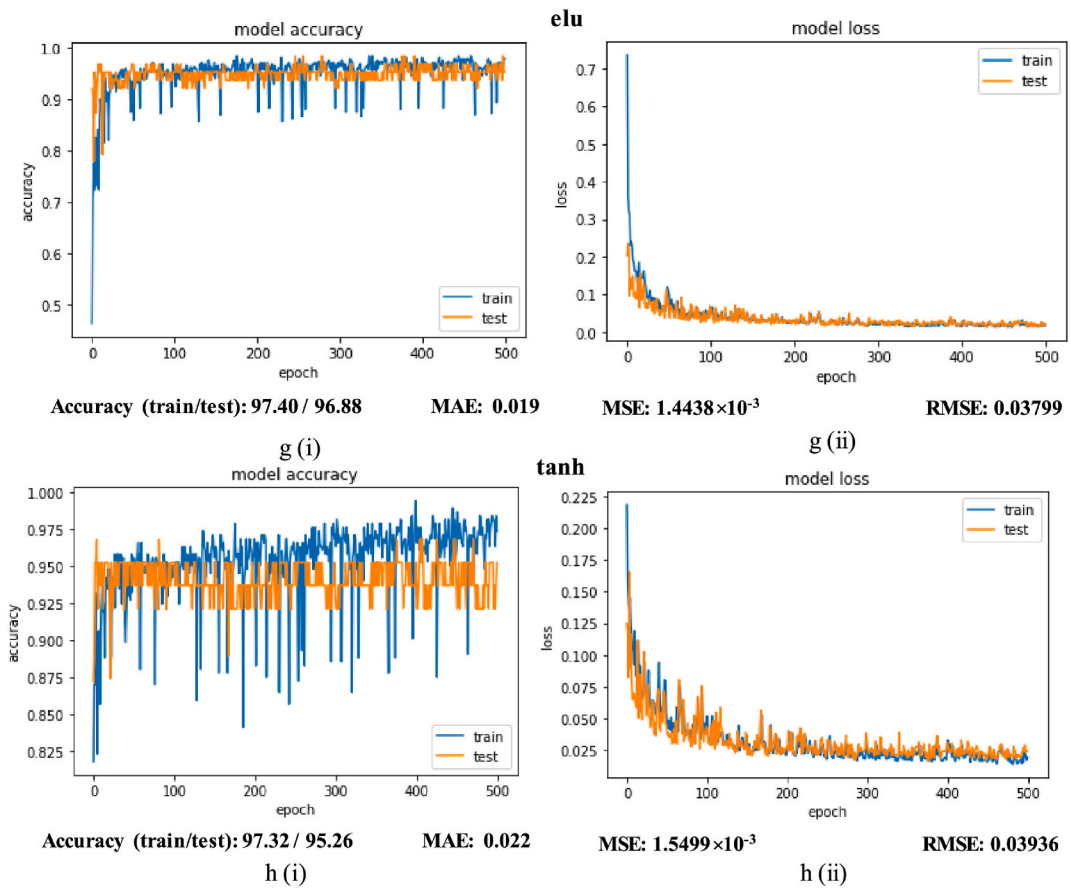 elu
model accuracy
1.0
0.9
0.8
0.7
0.6
0.5
accuracy
train
test
0 100 200 300 400 500
epoch
model loss
0.7
0.6
0.5
0.4
0.3
0.2
0.1
0.0
loss
train
test
0 100 200 300 400 500
epoch
Accuracy (train/test): 97.40 / 96.88 MAE: 0.019
MSE: 1.4438×10⁻³ RMSE: 0.03799
g (i)
g (ii)
tanh
model accuracy
1.000
0.975
0.950
0.925
0.900
0.875
0.850
0.825
accuracy
train
test
0 100 200 300 400 500
epoch
model loss
0.225
0.200
0.175
0.150
0.125
0.100
0.075
0.050
0.025
loss
train
test
0 100 200 300 400 500
epoch
Accuracy (train/test): 97.32 / 95.26 MAE: 0.022
MSE: 1.5499×10⁻³ RMSE: 0.03936
h (i)
h (ii)